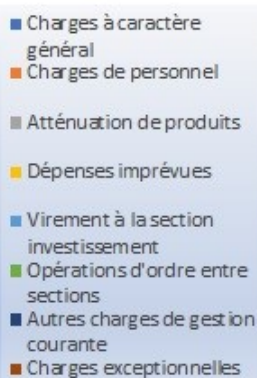 Charges à caractère
général
Charges de personnel
Atténuation de produits
Dépenses imprévues
Virement à la section
investissement
Opérations d'ordre entre
sections
Autres charges de gestion
courante
Charges exceptionnelles